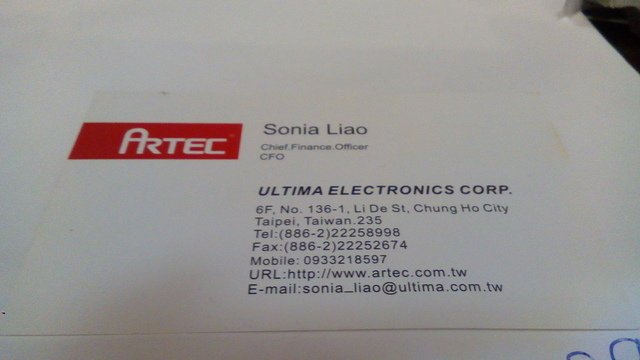 ARTEC
Sonia Liao
Chief.Finance.Officer
CFO
ULTIMA ELECTRONICS CORP.
6F, No. 136-1, Li De St, Chung Ho City
Taipei, Taiwan.235
Tel:(886-2)22258998
Fax:(886-2)22252674
Mobile: 0933218597
URL:http://www.artec.com.tw
E-mail:sonia_liao@ultima.com.tw